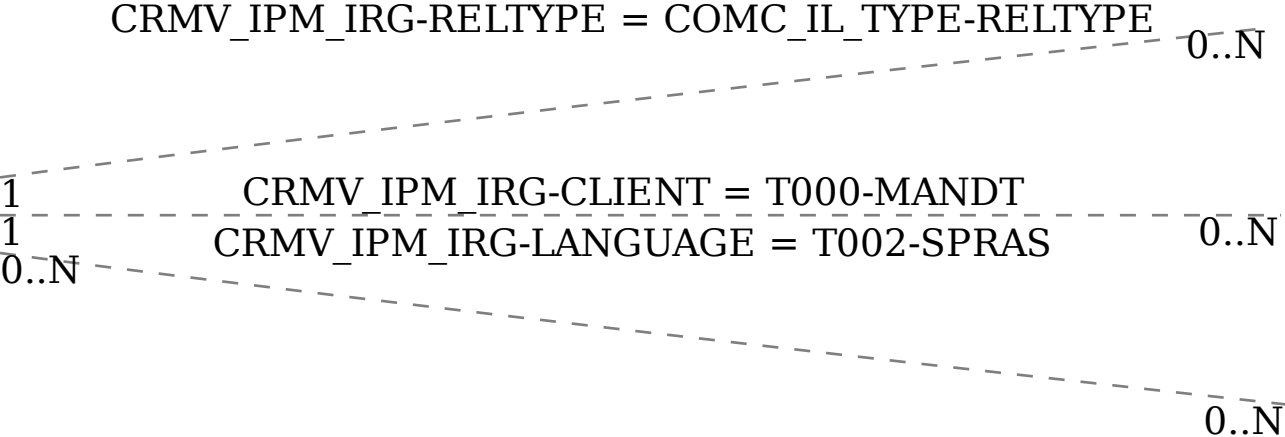 CRMV_IPM_IRG-RELTYPE = COMC_IL_TYPE-RELTYPE
0..N
1
CRMV_IPM_IRG-CLIENT = T000-MANDT
1
0..N
CRMV_IPM_IRG-LANGUAGE = T002-SPRAS
0..N
0..N